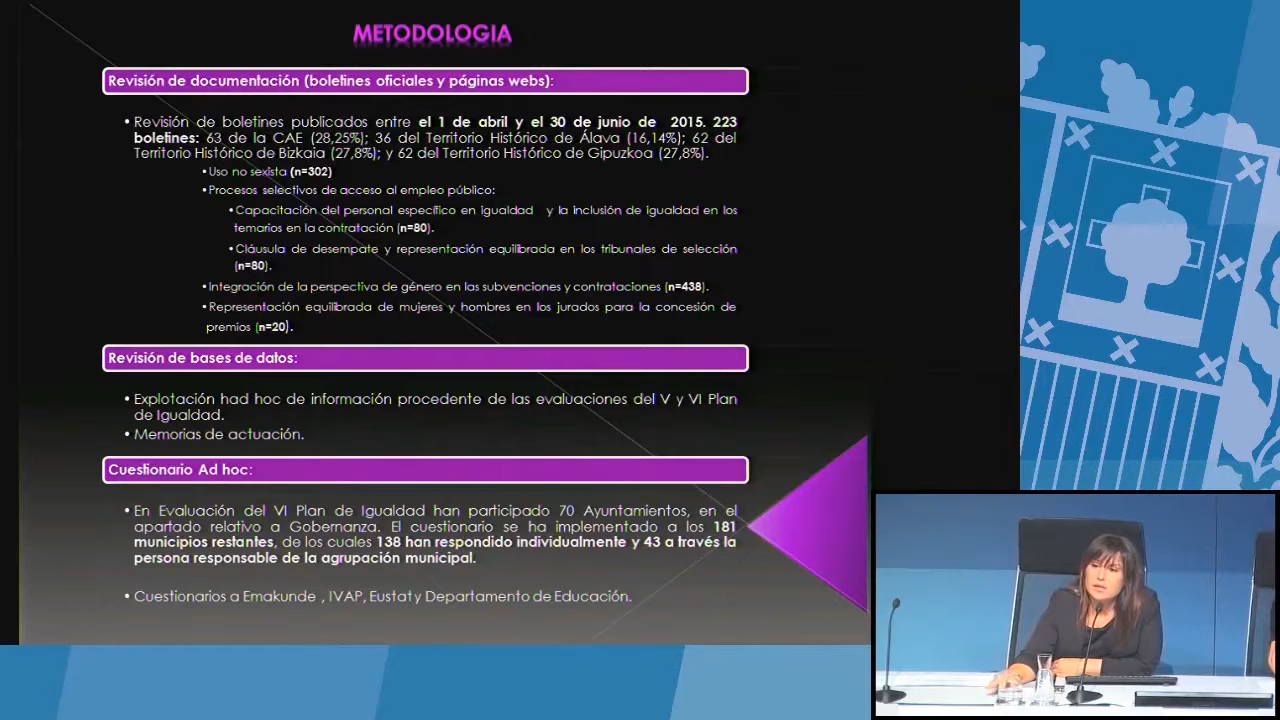 METODOLOGIA
Revisión de documentación (boletines oficiales y páginas webs):
• Revisión de boletines publicados entre el 1 de abril y el 30 de junio de 2015. 223
boletines: 63 de la CAE (28,25%); 36 del Territorio Histórico de Álava (16,14%); 62 del
Territorio Histórico de Bizkaia (27,8%); y 62 del Territorio Histórico de Gipuzkoa (27,8%).
• Uso no sexista (n=302)
• Procesos selectivos de acceso al empleo público:
• Capacitación del personal específico en igualdad y la inclusión de igualdad en los
temarios en la contratación (n=80).
• Cláusula de desempate y representación equilibrada en los tribunales de selección
(n=80).
• Integración de la perspectiva de género en las subvenciones y contrataciones (n=438).
• Representación equilibrada de mujeres y hombres en los jurados para la concesión de
premios (n=20).
Revisión de bases de datos:
• Explotación had hoc de información procedente de las evaluaciones del V y VI Plan
de Igualdad.
• Memorias de actuación.
Cuestionario Ad hoc:
• En Evaluación del VI Plan de Igualdad han participado 70 Ayuntamientos, en el
apartado relativo a Gobernanza. El cuestionario se ha implementado a los 181
municipios restantes, de los cuales 138 han respondido individualmente y 43 a través la
persona responsable de la agrupación municipal.
• Cuestionarios a Emakunde , IVAP, Eustat y Departamento de Educación.